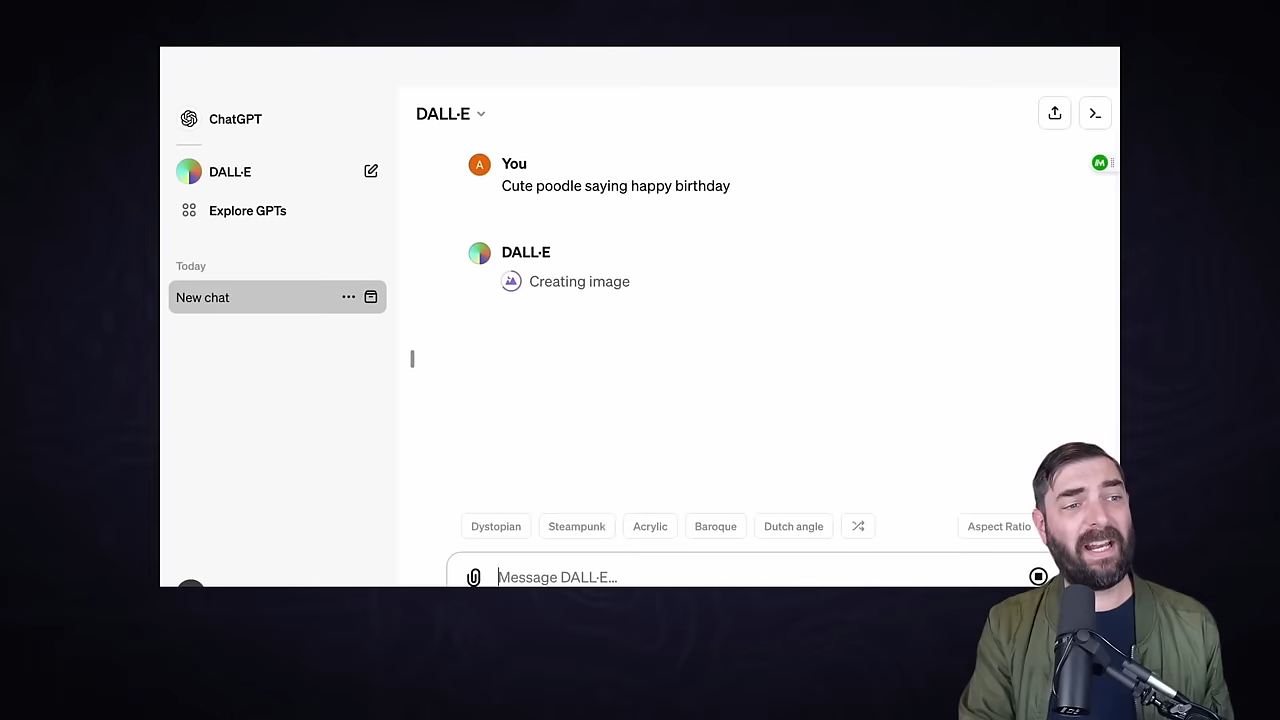 ChatGPT
DALL·E
Explore GPTs
Today
New chat
DALL·E
A
You
Cute poodle saying happy birthday
DALL·E
Creating image
Dystopian
Steampunk
Acrylic
Baroque
Dutch angle
Aspect Ratio
Message DALL·E…